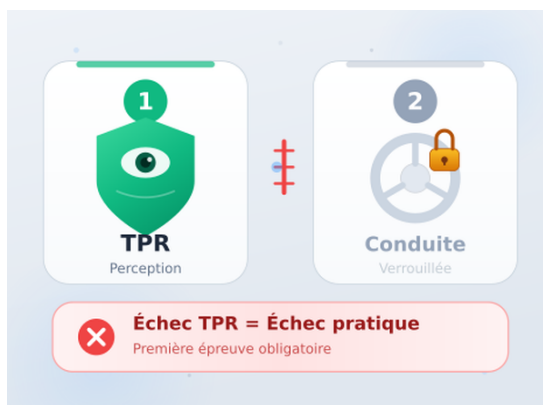 1
2
TPR
Perception
Conduite
Verrouillée
Échec TPR = Échec pratique
Première épreuve obligatoire